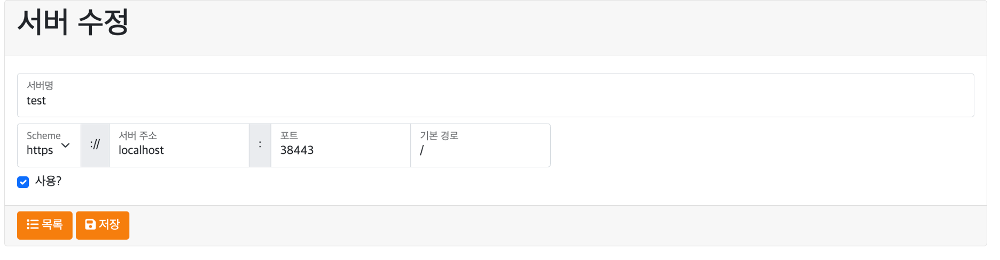 서버 수정
서버명
test
Scheme
https
://
서버 주소
localhost
:
포트
38443
기본 경로
/
사용?
목록
저장